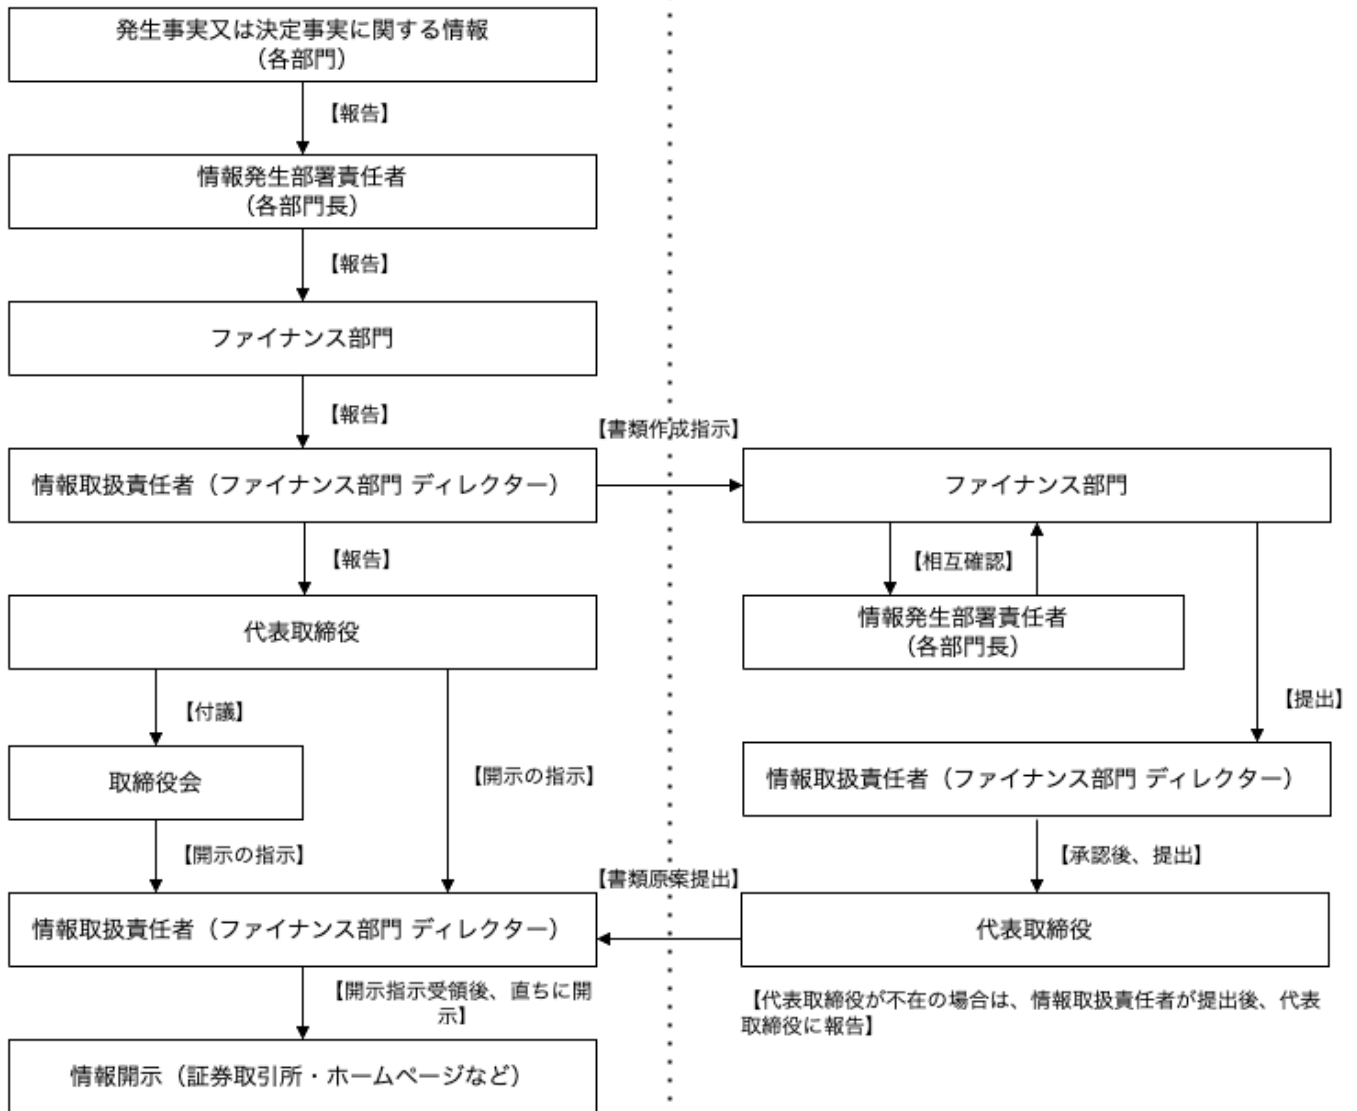 発生事実又は決定事実に関する情報
（各部門）
【報告】
情報発生部署責任者
（各部門長）
【報告】
ファイナンス部門
【報告】
【書類作成指示】
情報取扱責任者（ファイナンス部門 ディレクター）
ファイナンス部門
【報告】
【相互確認】
代表取締役
情報発生部署責任者
（各部門長）
【付議】
【提出】
取締役会
【開示の指示】
情報取扱責任者（ファイナンス部門 ディレクター）
【開示の指示】
【承認後、提出】
【書類原案提出】
情報取扱責任者（ファイナンス部門 ディレクター）
代表取締役
【開示指示受領後、直ちに開
示】
【代表取締役が不在の場合は、情報取扱責任者が提出後、代表
取締役に報告】
情報開示（証券取引所・ホームページなど）